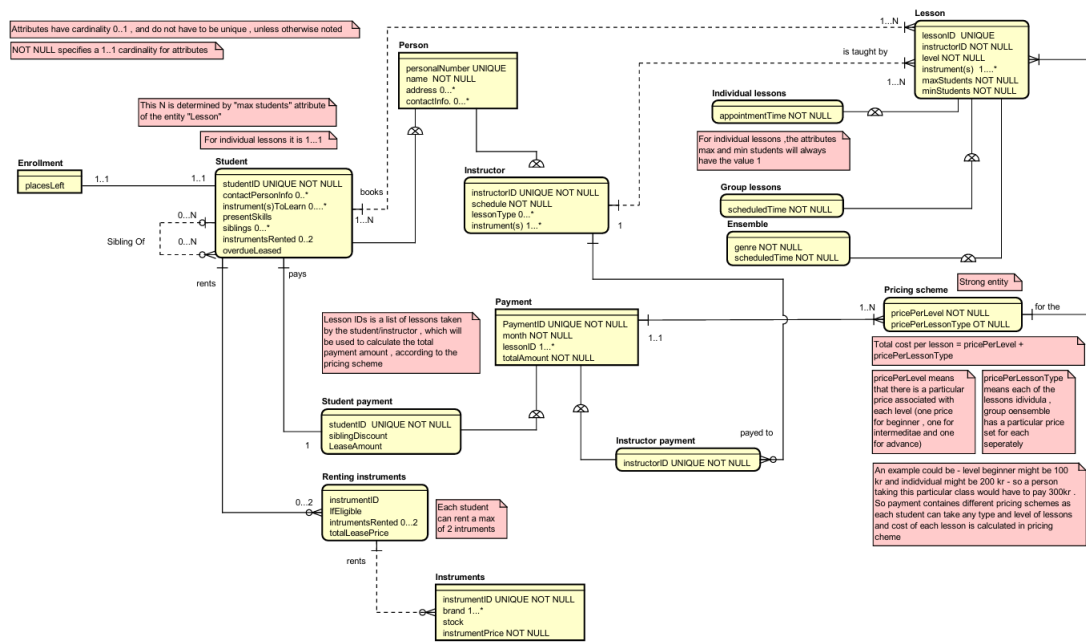 Attributes have cardinality 0..1 , and do not have to be unique , unless otherwise noted
NOT NULL specifies a 1..1 cardinality for attributes
This N is determined by "max students" attribute
of the entity "Lesson"
For individual lessons it is 1...1
Person
personalNumber UNIQUE
name NOT NULL
address 0...*
contactInfo. 0...*
Lesson
lessonID UNIQUE
instructorID NOT NULL
level NOT NULL
instrument(s) 1....*
maxStudents NOT NULL
minStudents NOT NULL
1...N
is taught by
1...N
Individual lessons
appointmentTime NOT NULL
For individual lessons ,the attributes
max and min students will always
have the value 1
Group lessons
scheduledTime NOT NULL
Ensemble
genre NOT NULL
scheduledTime NOT NULL
Enrollment
placesLeft
1..1
1..1
Student
studentID UNIQUE NOT NULL
contactPersonInfo 0..*
instrument(s)ToLearn 0....*
presentSkills
siblings 0...*
instrumentsRented 0..2
overdueLeased
books
1...N
0...N
Sibling Of
0...N
rents
pays
Instructor
instructorID UNIQUE NOT NULL
schedule NOT NULL
lessonType 0...*
instrument(s) 1...*
1
Strong entity
Pricing scheme
pricePerLevel NOT NULL
pricePerLessonType OT NULL
1...N
for the
Total cost per lesson = pricePerLevel +
pricePerLessonType
pricePerLevel means
that there is a particular
price associated with
each level (one price
for beginner , one for
intermeditae and one
for advance)
pricePerLessonType
means each of the
lessons idividula ,
group oensemble
has a particular price
set for each
seperately
An example could be - level beginner might be 100
kr and indidvidual might be 200 kr - so a person
taking this particular class would have to pay 300kr .
So payment containes different pricing schemes as
each student can take any type and level of lessons
and cost of each lesson is calculated in pricing
cheme
Lesson IDs is a list of lessons taken
by the student/instructor , which will
be used to calculate the total
payment amount , according to the
pricing scheme
Payment
PaymentID UNIQUE NOT NULL
month NOT NULL
lessonID 1...*
totalAmount NOT NULL
1..1
Student payment
studentID UNIQUE NOT NULL
siblingDiscount
LeaseAmount
1
Instructor payment
instructorID UNIQUE NOT NULL
payed to
Renting instruments
instrumentID
IfEligible
intrumentsRented 0...2
totalLeasePrice
0...2
Each student
can rent a max
of 2 intruments
rents
Instruments
instrumentID UNIQUE NOT NULL
brand 1...*
stock
instrumentPrice NOT NULL